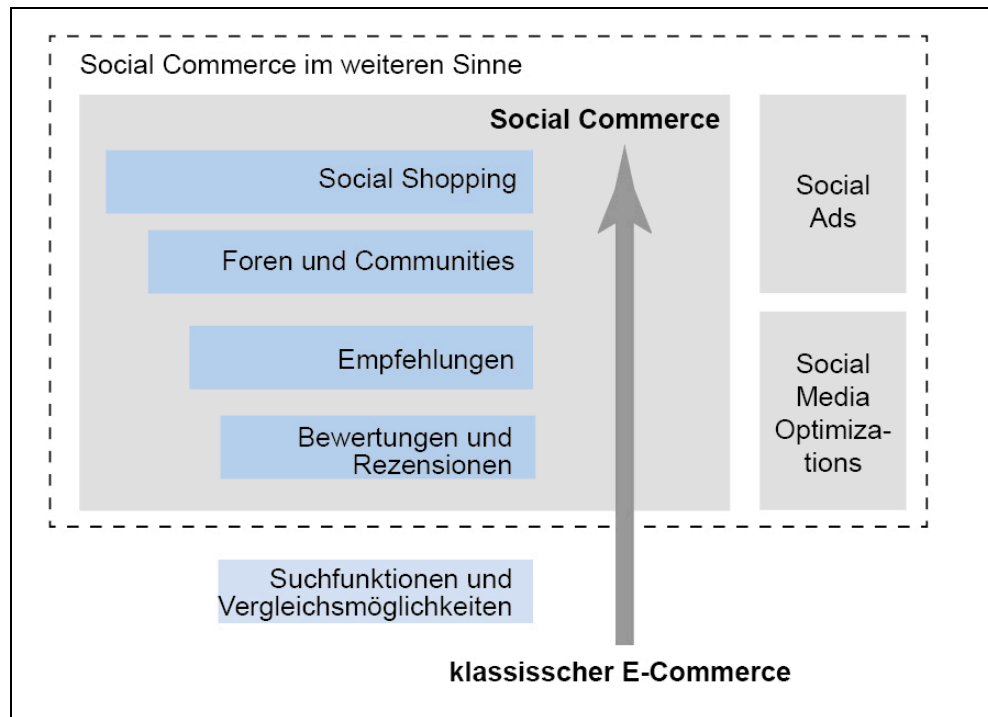 Social Commerce im weiteren Sinne
Social Commerce
Social Shopping
Foren und Communities
Empfehlungen
Bewertungen und
Rezensionen
Social
Ads
Social
Media
Optimiza-
tions
Suchfunktionen und
Vergleichsmöglichkeiten
klassisscher E-Commerce